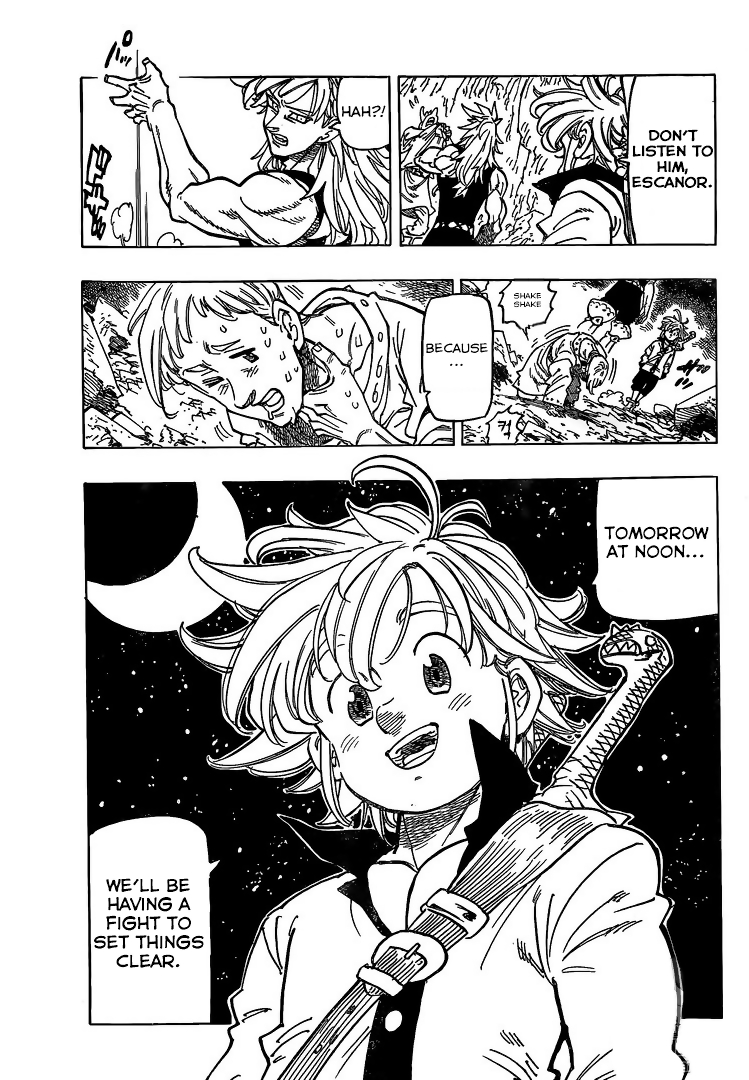 DON'T
LISTEN TO
HIM,
ESCANOR.
HAH?!
SHAKE
SHAKE
BECAUSE
...
TOMORROW
AT NOON...
WE'LL BE
HAVING A
FIGHT TO
SET THINGS
CLEAR.